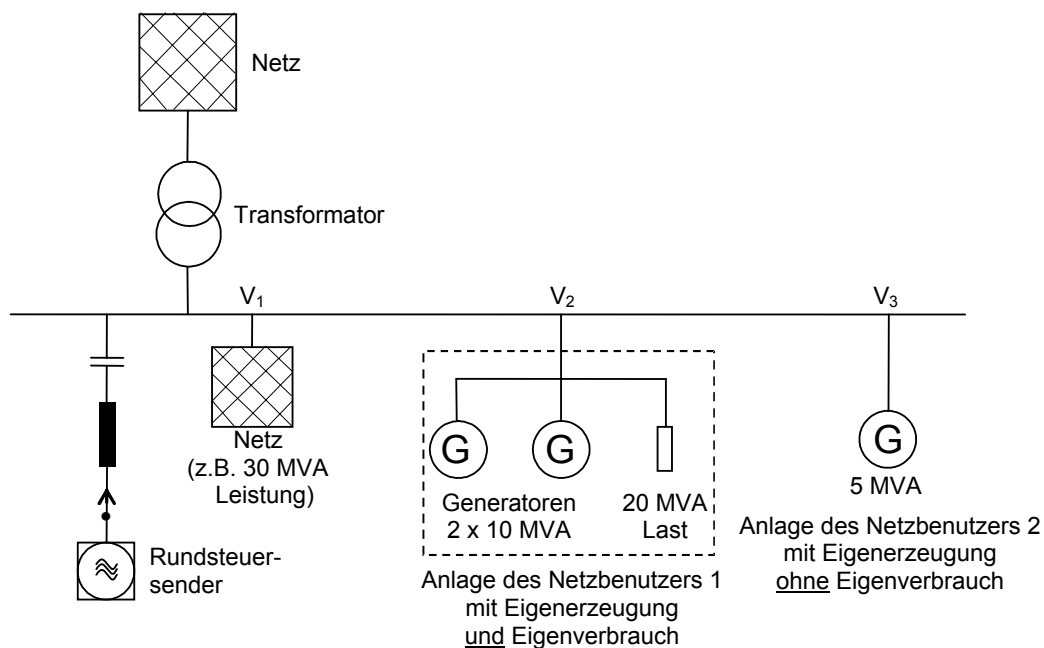 Netz
Transformator
V₁
V₂
V₃
Netz
(z.B. 30 MVA
Leistung)
G
G
Generatoren
2 x 10 MVA
20 MVA
Last
G
5 MVA
Rundsteuer-
sender
Anlage des Netzbenutzers 1
mit Eigenerzeugung
und Eigenverbrauch
Anlage des Netzbenutzers 2
mit Eigenerzeugung
ohne Eigenverbrauch